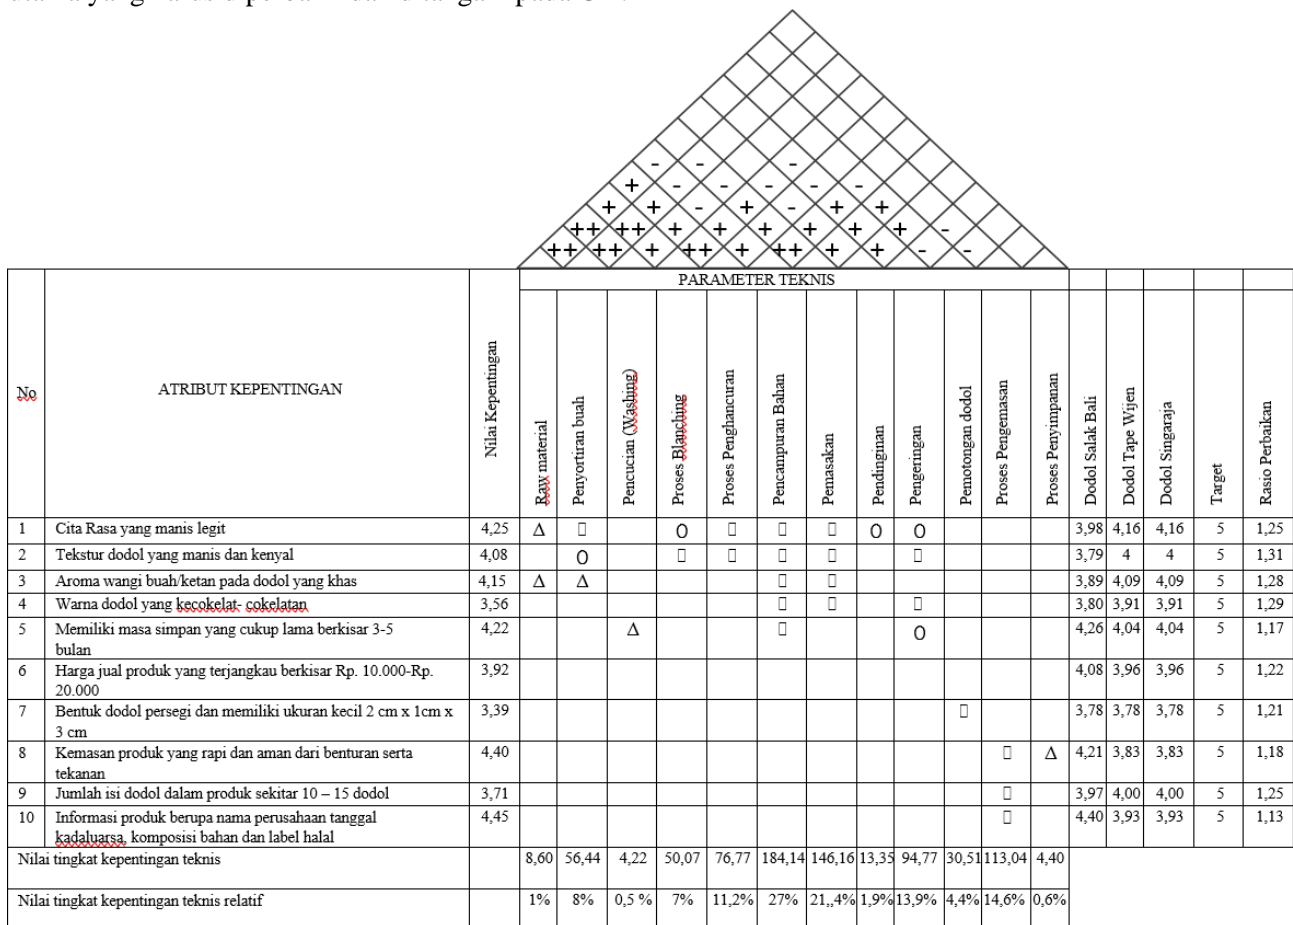 - - -
+ - - - - -
+ + - + - + +
++ ++ + + + + + + -
++ ++ + ++ + ++ + + - -
PARAMETER TEKNIS
No ATRIBUT KEPENTINGAN Nilai Kepentingan Raw material Penyortiran buah Pencucian (Washing) Proses Blanching Proses Penghancuran Pencampuran Bahan Pemasakan Pendinginan Pengeringan Pemotongan dodol Proses Pengemasan Proses Penyimpanan Dodol Salak Bali Dodol Tape Wijen Dodol Singaraja Target Rasio Perbaikan
1 Cita Rasa yang manis legit 4,25 Δ ▯ O ▯ ▯ ▯ O O 3,98 4,16 4,16 5 1,25
2 Tekstur dodol yang manis dan kenyal 4,08 O ▯ ▯ ▯ ▯ ▯ 3,79 4 4 5 1,31
3 Aroma wangi buah/ketan pada dodol yang khas 4,15 Δ Δ ▯ ▯ 3,89 4,09 4,09 5 1,28
4 Warna dodol yang kecokelat- cokelatan 3,56 ▯ ▯ ▯ 3,80 3,91 3,91 5 1,29
5 Memiliki masa simpan yang cukup lama berkisar 3-5 4,22 Δ ▯ O 4,26 4,04 4,04 5 1,17
bulan
6 Harga jual produk yang terjangkau berkisar Rp. 10.000-Rp. 3,92 4,08 3,96 3,96 5 1,22
20.000
7 Bentuk dodol persegi dan memiliki ukuran kecil 2 cm x 1cm x 3,39 ▯ 3,78 3,78 3,78 5 1,21
3 cm
8 Kemasan produk yang rapi dan aman dari benturan serta 4,40 ▯ Δ 4,21 3,83 3,83 5 1,18
tekanan
9 Jumlah isi dodol dalam produk sekitar 10 – 15 dodol 3,71 ▯ 3,97 4,00 4,00 5 1,25
10 Informasi produk berupa nama perusahaan tanggal 4,45 ▯ 4,40 3,93 3,93 5 1,13
kadaluarsa, komposisi bahan dan label halal
Nilai tingkat kepentingan teknis 8,60 56,44 4,22 50,07 76,77 184,14 146,16 13,35 94,77 30,51 113,04 4,40
Nilai tingkat kepentingan teknis relatif 1% 8% 0,5 % 7% 11,2% 27% 21,,4% 1,9% 13,9% 4,4% 14,6% 0,6%